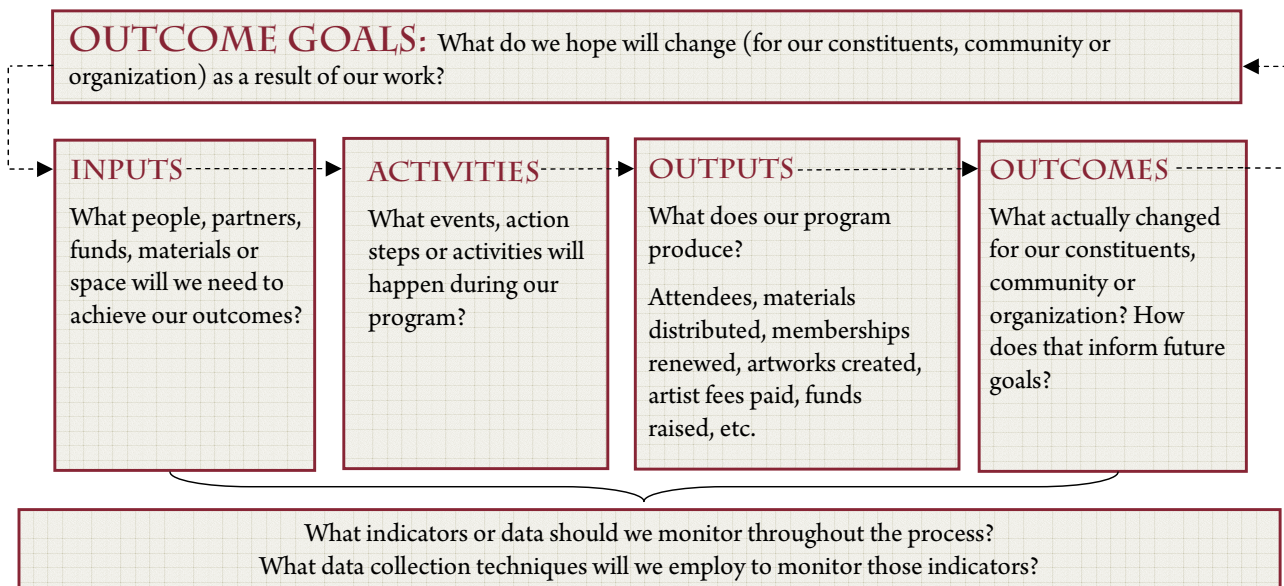 OUTCOME GOALS: What do we hope will change (for our constituents, community or
organization) as a result of our work?
INPUTS
What people, partners,
funds, materials or
space will we need to
achieve our outcomes?
ACTIVITIES
What events, action
steps or activities will
happen during our
program?
OUTPUTS
What does our program
produce?
Attendees, materials
distributed, memberships
renewed, artworks created,
artist fees paid, funds
raised, etc.
OUTCOMES
What actually changed
for our constituents,
community or
organization? How
does that inform future
goals?
What indicators or data should we monitor throughout the process?
What data collection techniques will we employ to monitor those indicators?